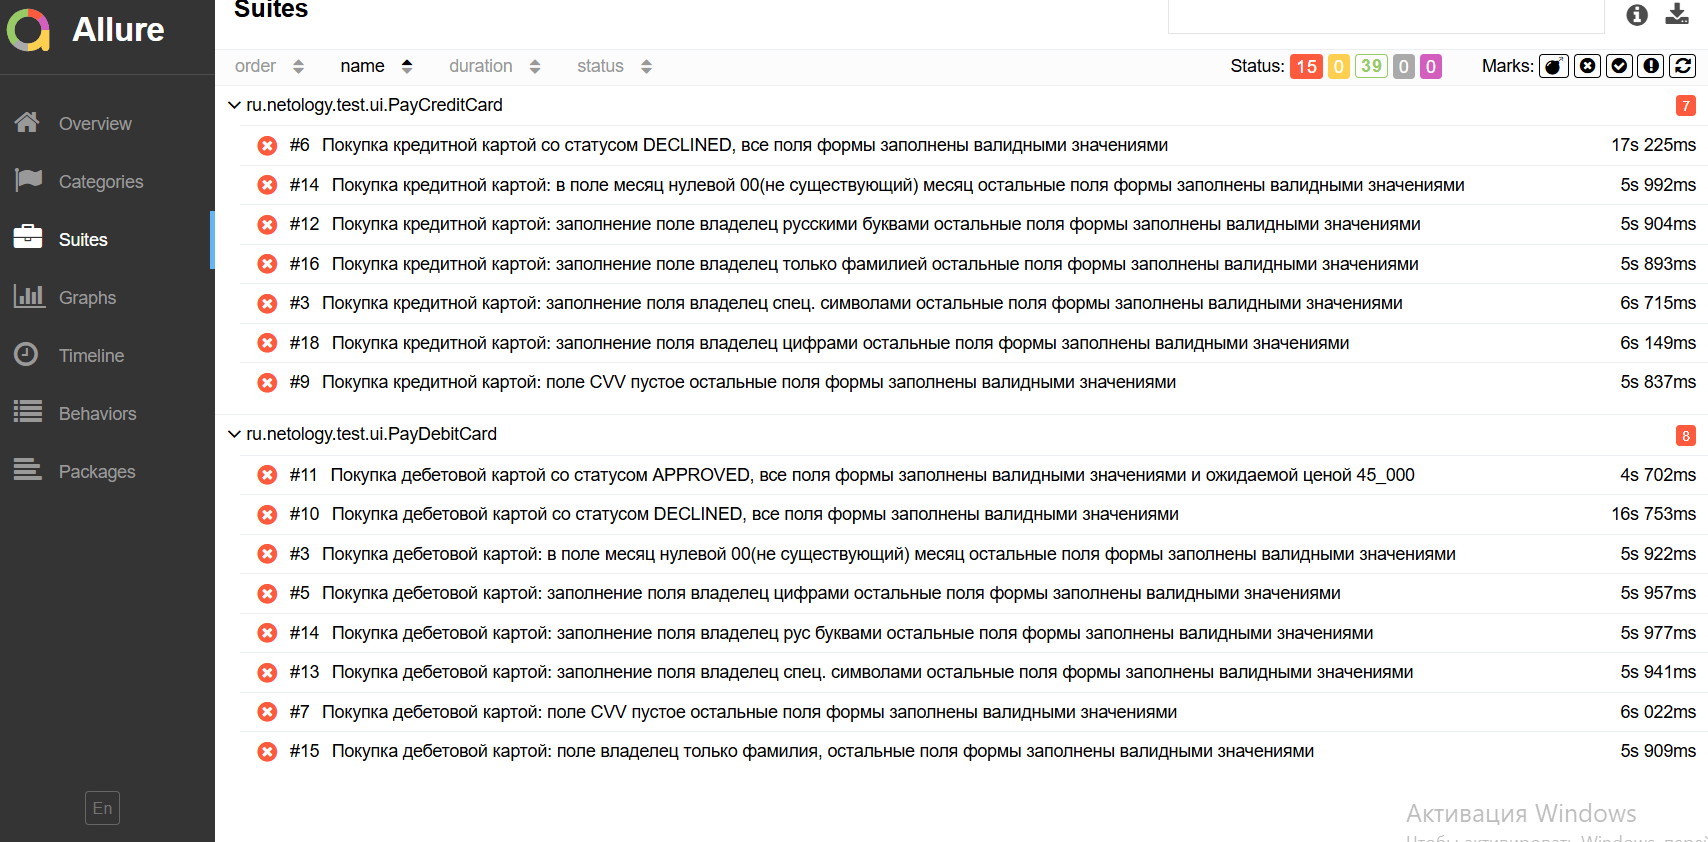 Suites
Allure
order name duration status Status: 15 0 39 0 0 Marks:
Overview
Categories
Suites
Graphs
Timeline
Behaviors
Packages
En
ru.netology.test.ui.PayCreditCard 7
#6 Покупка кредитной картой со статусом DECLINED, все поля формы заполнены валидными значениями 17s 225ms
#14 Покупка кредитной картой: в поле месяц нулевой 00(не существующий) месяц остальные поля формы заполнены валидными значениями 5s 992ms
#12 Покупка кредитной картой: заполнение поле владелец русскими буквами остальные поля формы заполнены валидными значениями 5s 904ms
#16 Покупка кредитной картой: заполнение поле владелец только фамилией остальные поля формы заполнены валидными значениями 5s 893ms
#3 Покупка кредитной картой: заполнение поля владелец спец. символами остальные поля формы заполнены валидными значениями 6s 715ms
#18 Покупка кредитной картой: заполнение поля владелец цифрами остальные поля формы заполнены валидными значениями 6s 149ms
#9 Покупка кредитной картой: поле CVV пустое остальные поля формы заполнены валидными значениями 5s 837ms
ru.netology.test.ui.PayDebitCard 8
#11 Покупка дебетовой картой со статусом APPROVED, все поля формы заполнены валидными значениями и ожидаемой ценой 45_000 4s 702ms
#10 Покупка дебетовой картой со статусом DECLINED, все поля формы заполнены валидными значениями 16s 753ms
#3 Покупка дебетовой картой: в поле месяц нулевой 00(не существующий) месяц остальные поля формы заполнены валидными значениями 5s 922ms
#5 Покупка дебетовой картой: заполнение поля владелец цифрами остальные поля формы заполнены валидными значениями 5s 957ms
#14 Покупка дебетовой картой: заполнение поля владелец рус буквами остальные поля формы заполнены валидными значениями 5s 977ms
#13 Покупка дебетовой картой: заполнение поля владелец спец. символами остальные поля формы заполнены валидными значениями 5s 941ms
#7 Покупка дебетовой картой: поле CVV пустое остальные поля формы заполнены валидными значениями 6s 022ms
#15 Покупка дебетовой картой: поле владелец только фамилия, остальные поля формы заполнены валидными значениями 5s 909ms
Активация Windows